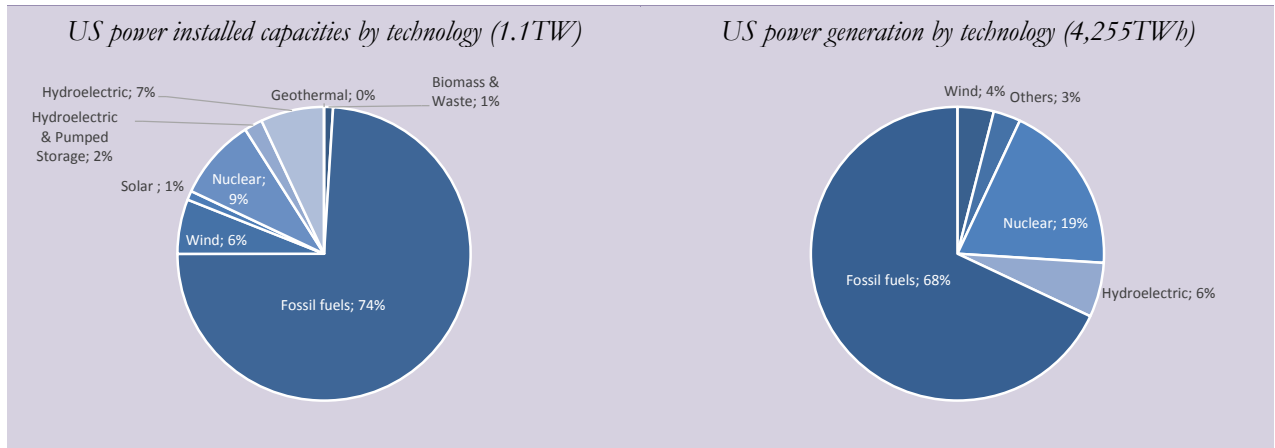 US power installed capacities by technology (1.1TW)
Geothermal; 0%
Biomass &
Waste; 1%
Hydroelectric; 7%
Hydroelectric
& Pumped
Storage; 2%
Solar ; 1%
Nuclear;
9%
Wind; 6%
Fossil fuels; 74%
US power generation by technology (4,255TWh)
Wind; 4%
Others; 3%
Nuclear; 19%
Hydroelectric; 6%
Fossil fuels; 68%